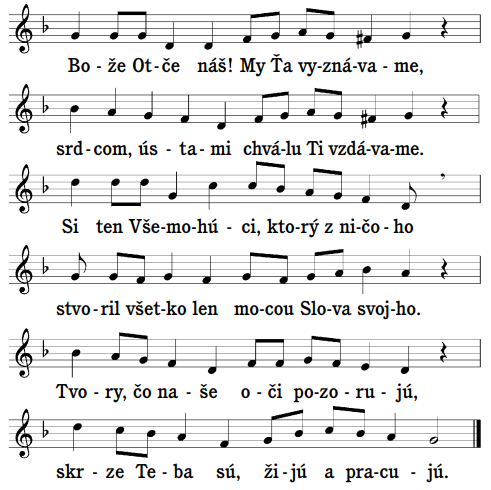 Bo - že Ot - če náš! My Ťa vy - zná - va - me,
srd - com, ús - ta - mi chvá - lu Ti vzdá - va - me.
Si ten Vše - mo - hú - ci, kto - rý z ni - čo - ho
stvo - ril všet - ko len mo - cou Slo - va svoj - ho.
Tvo - ry, čo na - še o - či po - zo - ru - jú,
skr - ze Te - ba sú, ži - jú a pra - cu - jú.